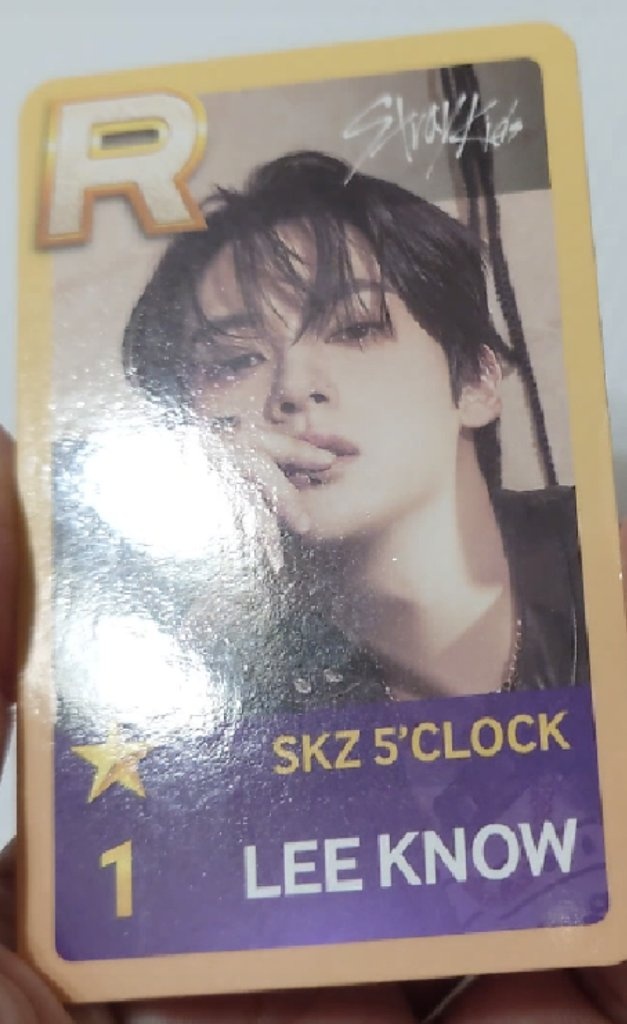 R
Stray Kids
SKZ 5'CLOCK
1
LEE KNOW